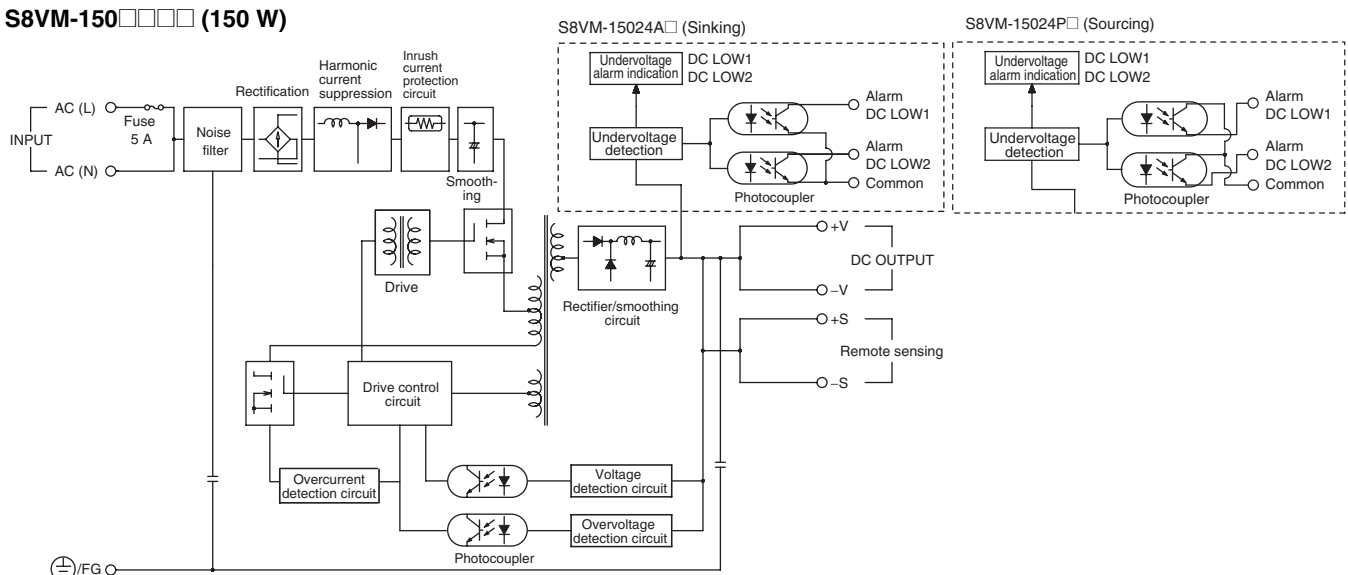 S8VM-150□□□□ (150 W)
S8VM-15024A□ (Sinking)
S8VM-15024P□ (Sourcing)
Undervoltage
alarm indication
DC LOW1
DC LOW2
Undervoltage
detection
Alarm
DC LOW1
Alarm
DC LOW2
Common
Photocoupler
Undervoltage
alarm indication
DC LOW1
DC LOW2
Undervoltage
detection
Alarm
DC LOW1
Alarm
DC LOW2
Common
Photocoupler
INPUT
AC (L)
AC (N)
Fuse
5 A
Noise
filter
Rectification
Harmonic
current
suppression
Inrush
current
protection
circuit
Smooth-
ing
Drive
Rectifier/smoothing
circuit
+V
DC OUTPUT
−V
+S
Remote sensing
−S
Drive control
circuit
Overcurrent
detection circuit
Voltage
detection circuit
Overvoltage
detection circuit
Photocoupler
/FG